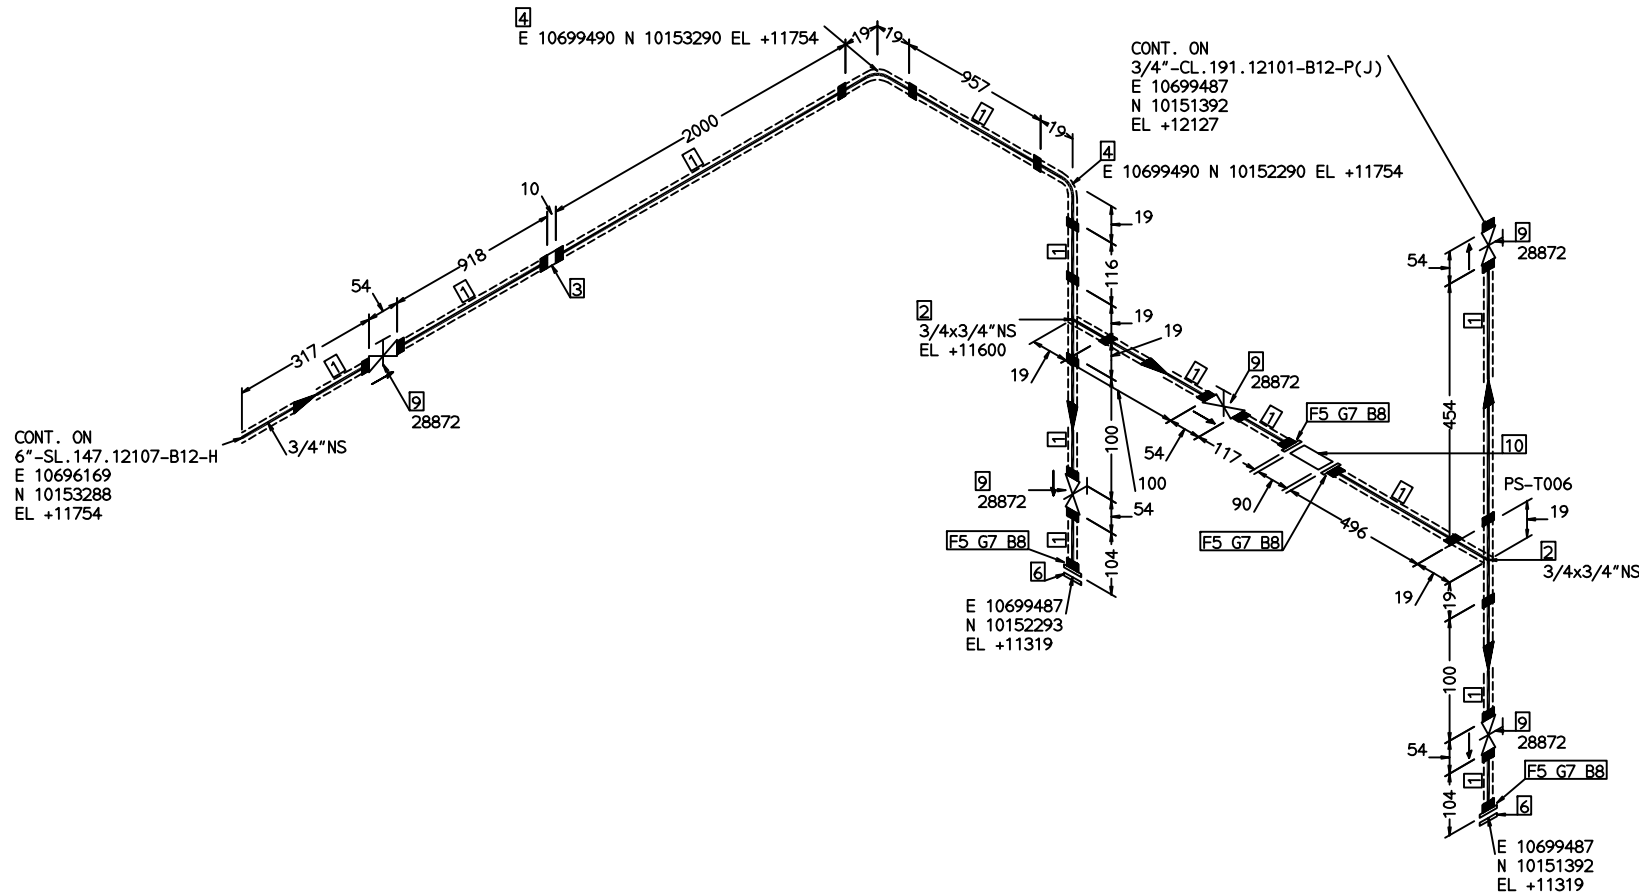 4
E 10699490 N 10153290 EL +11754
19
19
957
19
CONT. ON
3/4"-CL.191.12101-B12-P(J)
E 10699487
N 10151392
EL +12127
2000
1
1
4
E 10699490 N 10152290 EL +11754
10
918
54
1
3
317
1
9
28872
3/4"NS
CONT. ON
6"-SL.147.12107-B12-H
E 10696169
N 10153288
EL +11754
19
1
116
2
3/4x3/4"NS
EL +11600
19
19
19
1
9
28872
1
F5 G7 B8
10
1
100
54
117
100
90
9
28872
54
F5 G7 B8
1
104
6
E 10699487
N 10152293
EL +11319
F5 G7 B8
1
496
9
28872
54
1
454
PS-T006
19
2
3/4x3/4"NS
19
19
100
1
9
28872
54
1
F5 G7 B8
104
6
E 10699487
N 10151392
EL +11319